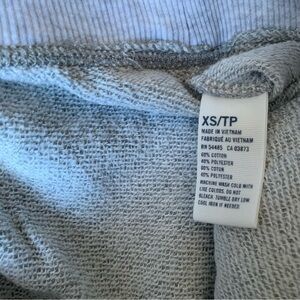 XS/TP
MADE IN VIETNAM
FABRIQUÉ AU VIETNAM
RN 54485 CA 03873
60% COTTON
40% POLYESTER
60% COTON
40% POLYESTER
MACHINE WASH COLD WITH
LIKE COLORS. DO NOT
BLEACH. TUMBLE DRY LOW.
COOL IRON IF NEEDED.